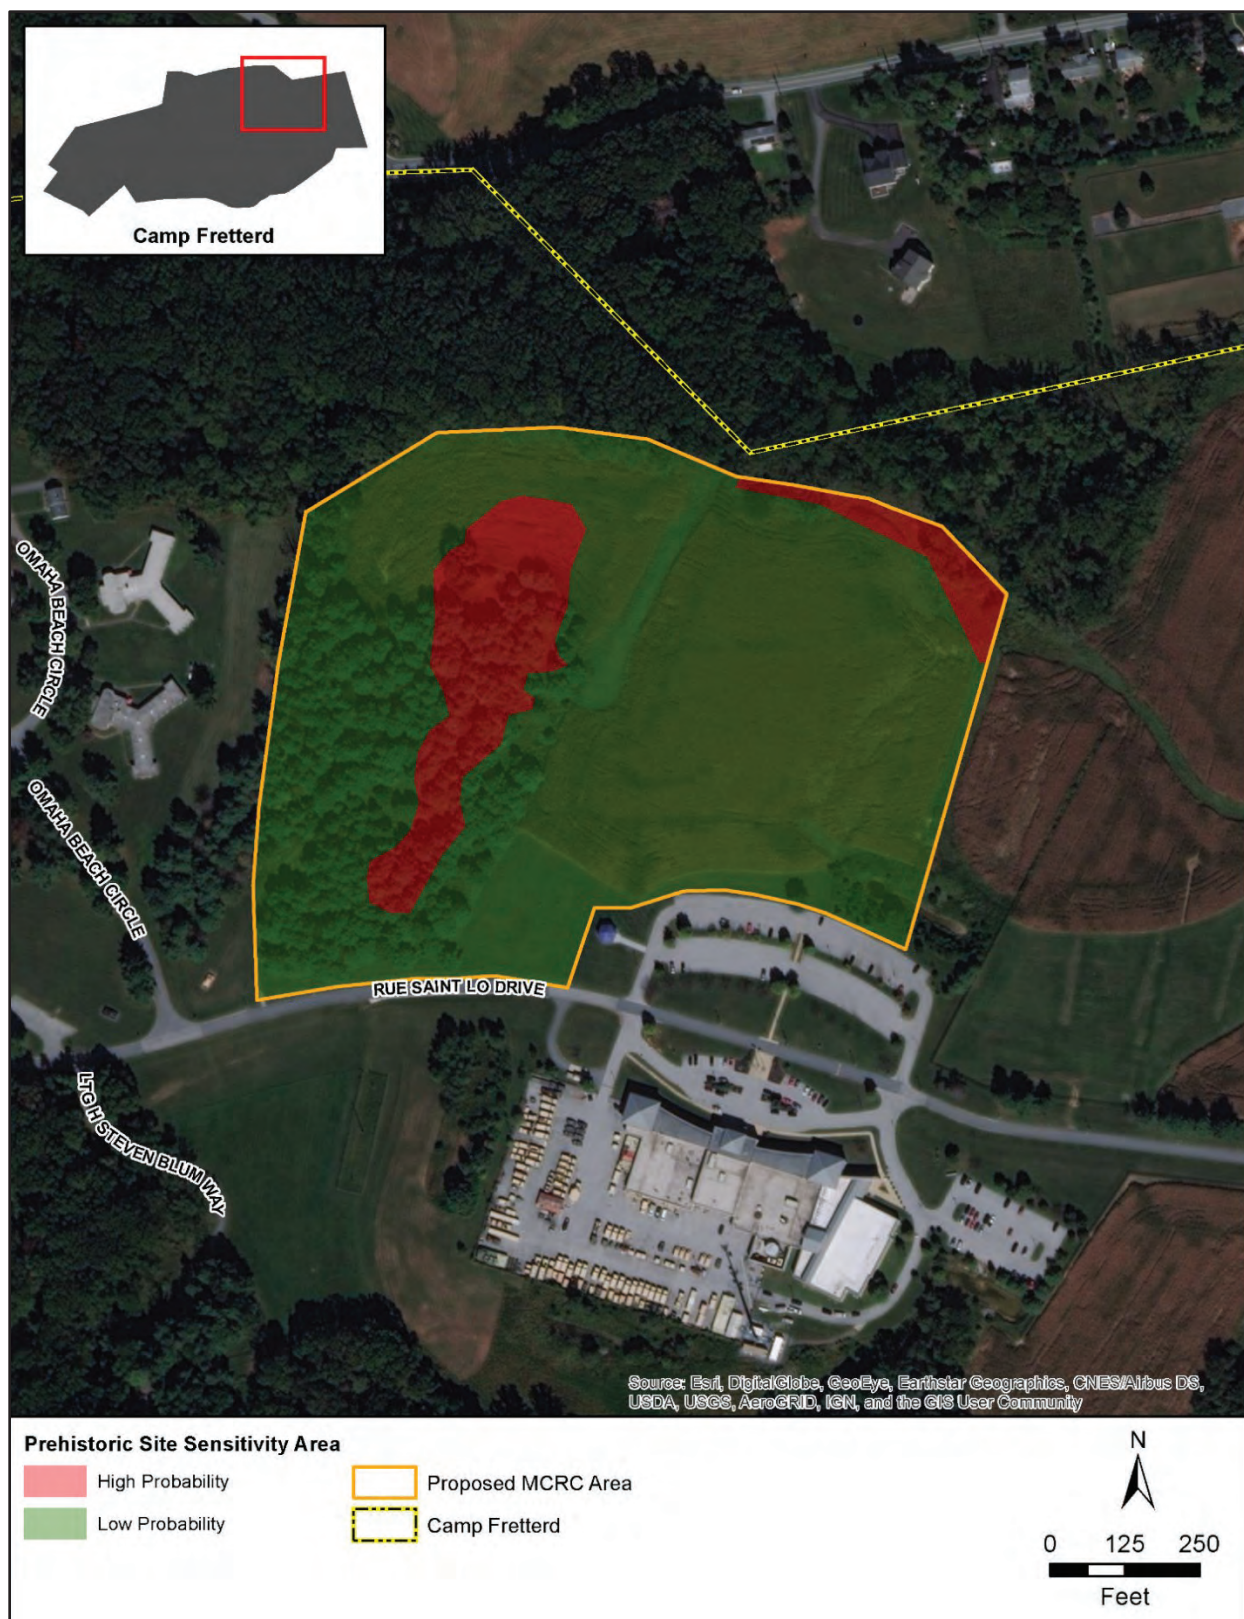 Camp Fretterd
OMAHA BEACH CIRCLE
OMAHA BEACH CIRCLE
RUE SAINT LO DRIVE
LTG H STEVEN BLUM WAY
Source: Esri, DigitalGlobe, GeoEye, Earthstar Geographics, CNES/Airbus DS,
USDA, USGS, AeroGRID, IGN, and the GIS User Community
Prehistoric Site Sensitivity Area
High Probability
Low Probability
Proposed MCRC Area
Camp Fretterd
N
0 125 250
Feet